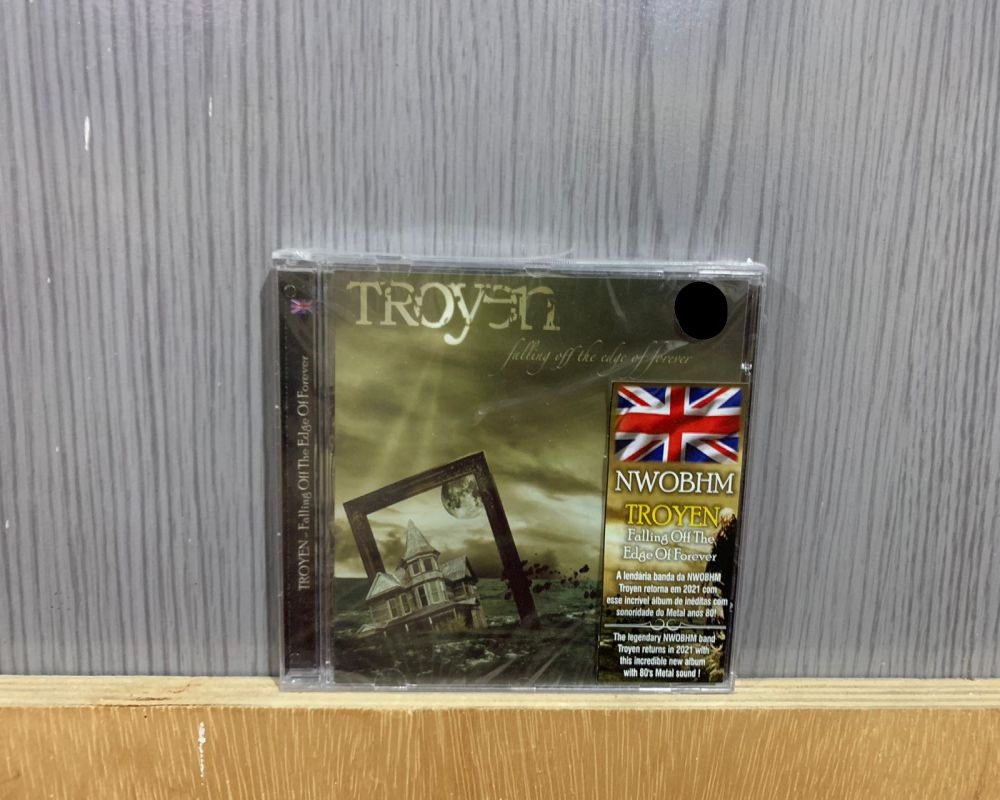 TROYEN
falling off the edge of forever
TROYEN - Falling Off The Edge Of Forever
NWOBHM
TROYEN
Falling Off The
Edge Of Forever
A lendária banda da NWOBHM
Troyen retorna em 2021 com
esse incrível álbum de inéditas com
sonoridade do Metal anos 80!
The legendary NWOBHM band
Troyen returns in 2021 with
this incredible new album
with 80's Metal sound !